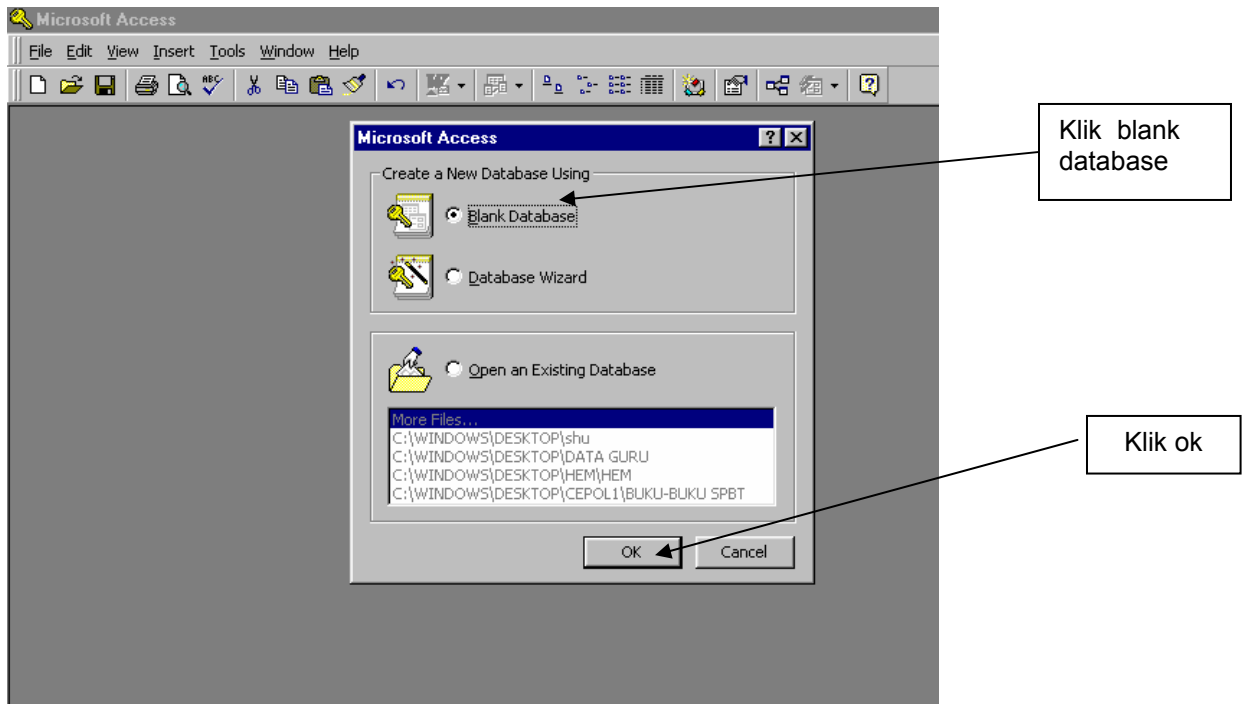 Microsoft Access
File Edit View Insert Tools Window Help
ABC
Microsoft Access
Create a New Database Using
Blank Database
Database Wizard
Open an Existing Database
More Files...
C:\WINDOWS\DESKTOP\shu
C:\WINDOWS\DESKTOP\DATA GURU
C:\WINDOWS\DESKTOP\HEM\HEM
C:\WINDOWS\DESKTOP\CEPOL1\BUKU-BUKU SPBT
OK Cancel
Klik blank
database
Klik ok